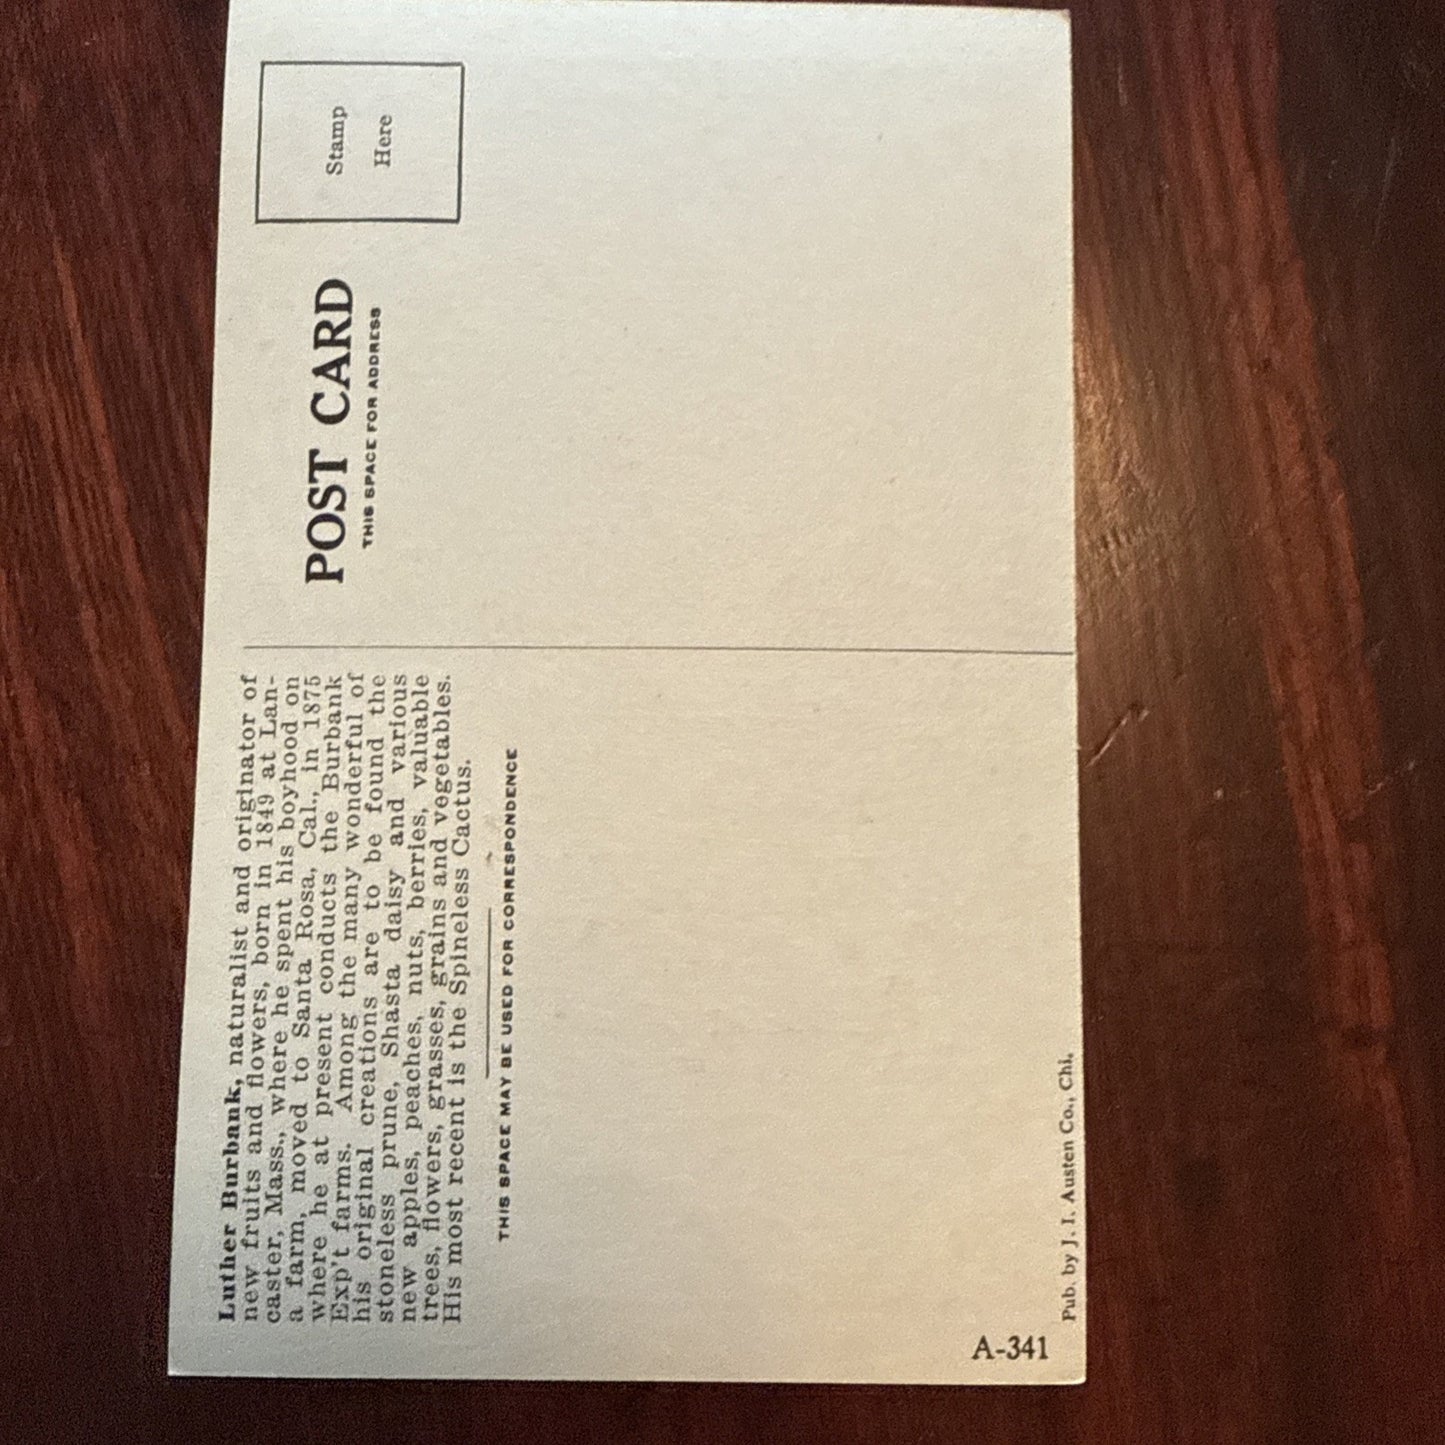 Luther Burbank, naturalist and originator of
new fruits and flowers, born in 1849 at Lan-
caster, Mass., where he spent his boyhood on
a farm, moved to Santa Rosa, Cal., in 1875
where he at present conducts the Burbank
Exp't farms. Among the many wonderful of
his original creations are to be found the
stoneless prune, Shasta daisy and various
new apples, peaches, nuts, berries, valuable
trees, flowers, grasses, grains and vegetables.
His most recent is the Spineless Cactus.
THIS SPACE MAY BE USED FOR CORRESPONDENCE
POST CARD
THIS SPACE FOR ADDRESS
Stamp
Here
A-341
Pub. by J. I. Austen Co., Chi.